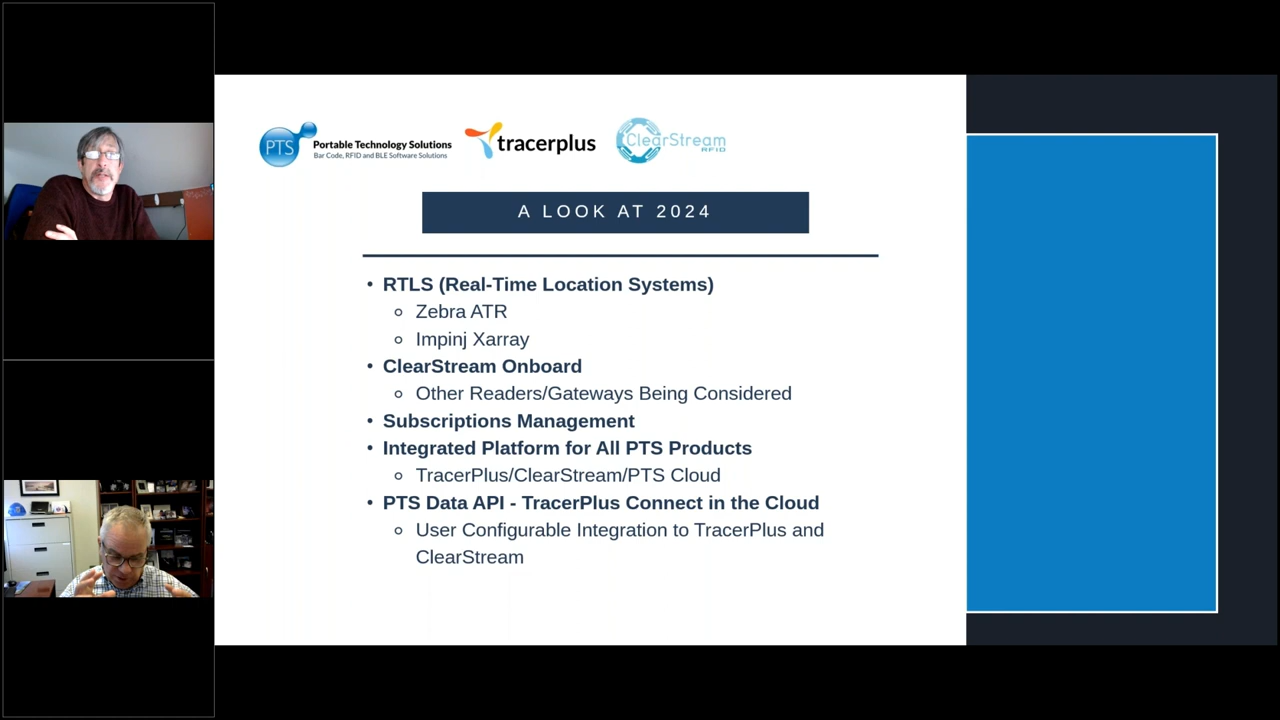 PTS
Portable Technology Solutions
Bar Code, RFID and BLE Software Solutions
tracerplus
ClearStream
RFID
A LOOK AT 2024
• RTLS (Real-Time Location Systems)
○ Zebra ATR
○ Impinj Xarray
• ClearStream Onboard
○ Other Readers/Gateways Being Considered
• Subscriptions Management
• Integrated Platform for All PTS Products
○ TracerPlus/ClearStream/PTS Cloud
• PTS Data API - TracerPlus Connect in the Cloud
○ User Configurable Integration to TracerPlus and
ClearStream